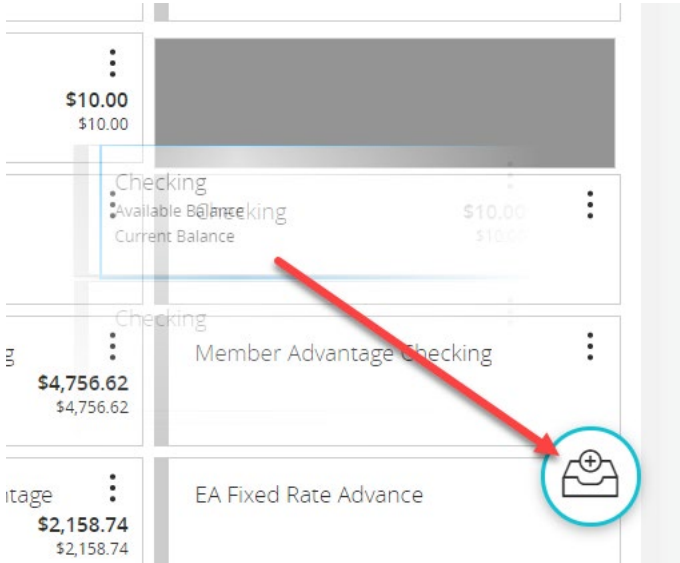 $10.00
$10.00
Checking
Available Balance
$10.00
Current Balance
$10.00
Checking
Checking
g
$4,756.62
$4,756.62
Member Advantage Checking
itage
$2,158.74
$2,158.74
EA Fixed Rate Advance